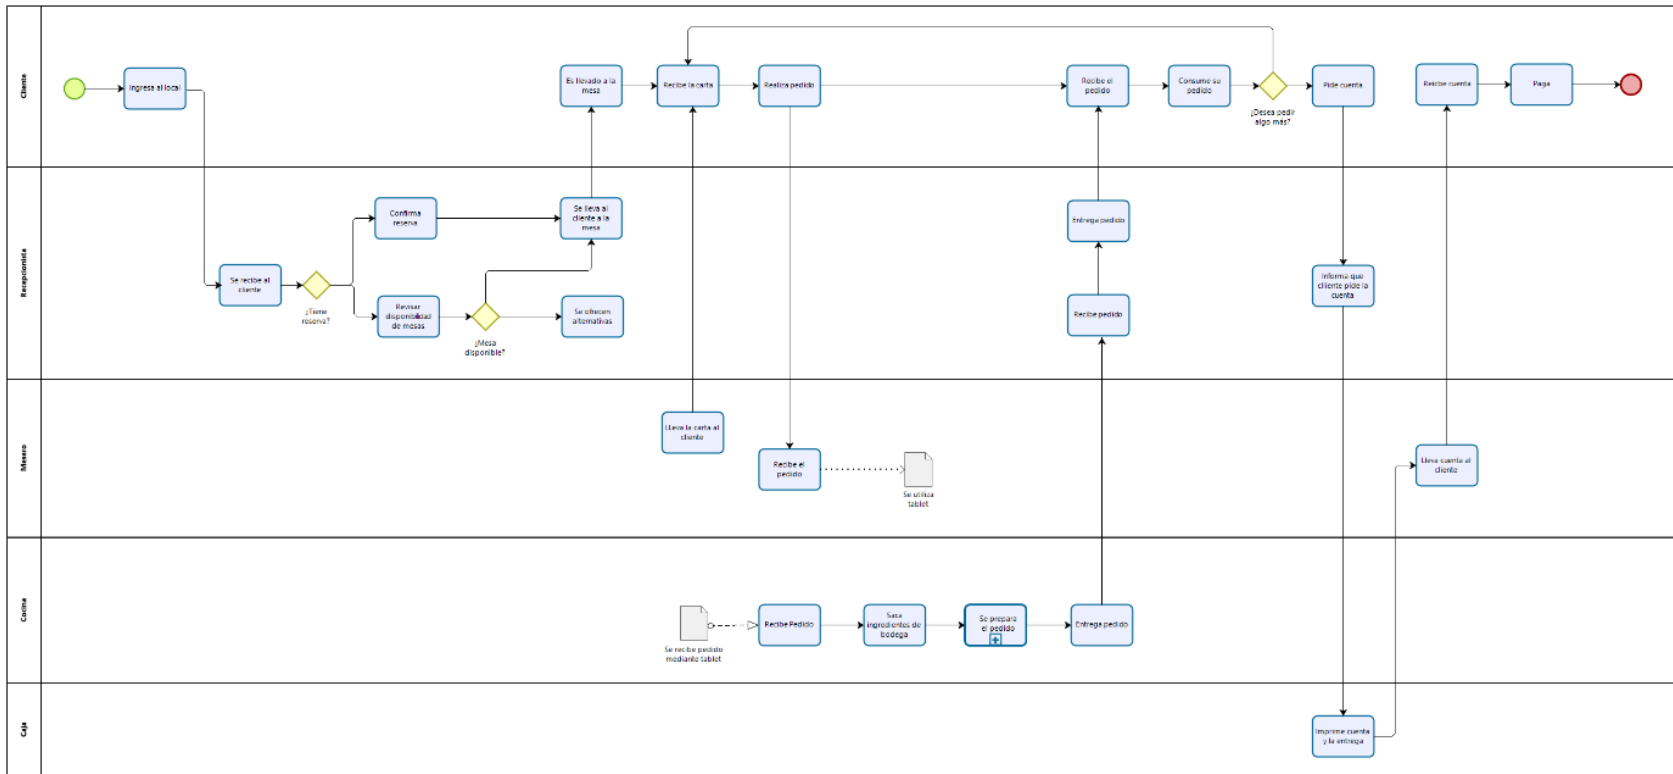 Cliente
Ingresa al local
Es llevado a la
mesa
Recibe la carta
Realiza pedido
Recibe el
pedido
Consume su
pedido
¿Desea pedir
algo más?
Pide cuenta
Reicbe cuenta
Paga
Recepcionista
Se recibe al
cliente
¿Tiene
reserva?
Confirma
reserva
Revisar
disponibilidad
de mesas
¿Mesa
disponible?
Se lleva al
cliente a la
mesa
Se ofrecen
alternativas
Entrega pedido
Recibe pedido
Informa que
cliiente pide la
cuenta
Mesero
LLeva la carta al
cliente
Recibe el
pedido
Se utiliza
tablet
Lleva cuenta al
cliente
Cocina
Se recibe pedido
mediante tablet
Recibe Pedido
Saca
ingredientes de
bodega
Se prepara
el pedido
Entrega pedido
Caja
Imprime cuenta
y la entrega